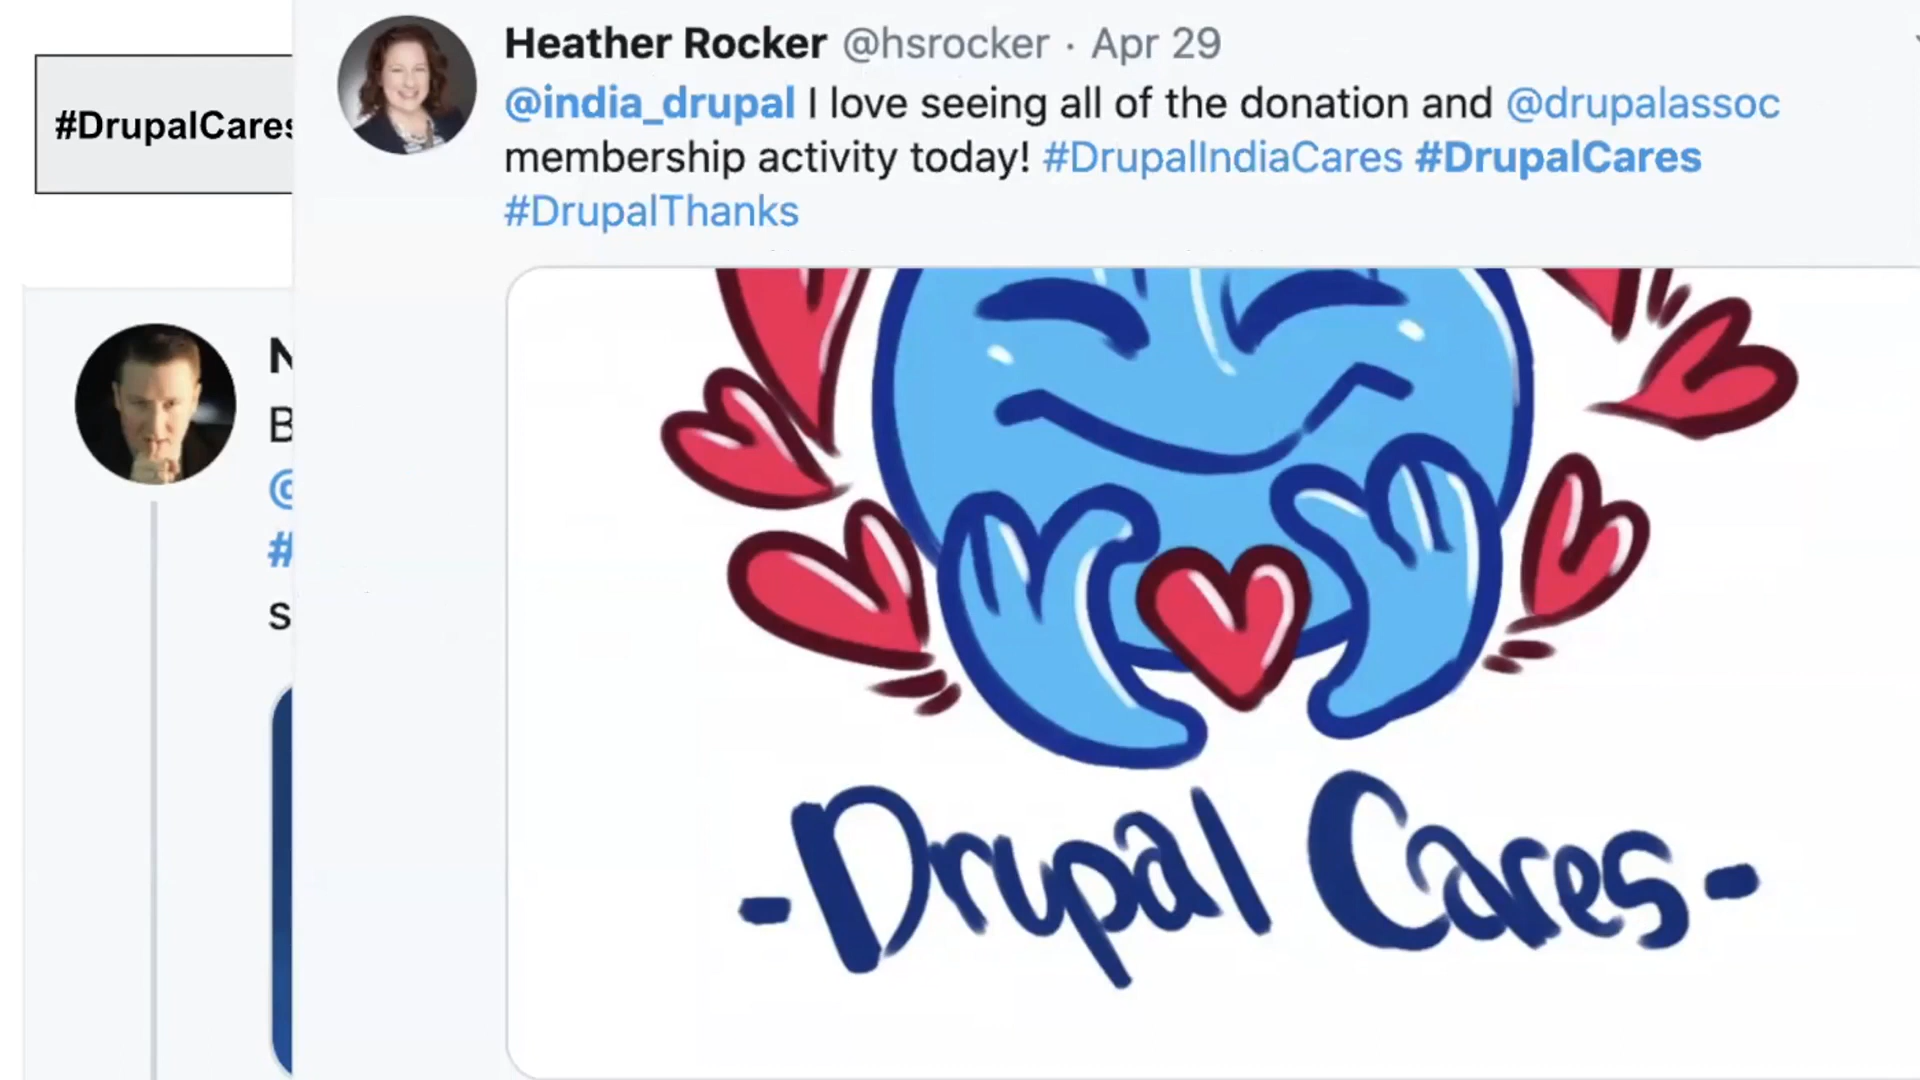 #DrupalCares
Heather Rocker @hsrocker · Apr 29
@india_drupal I love seeing all of the donation and @drupalassoc
membership activity today! #DrupalIndiaCares #DrupalCares
#DrupalThanks
N
B
@
#
s
-Drupal Cares-